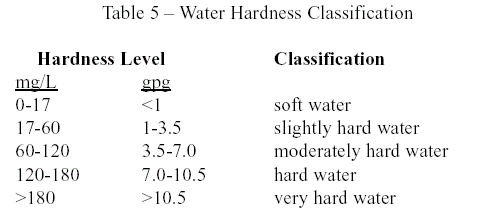 Table 5 – Water Hardness Classification
Hardness Level Classification
mg/L gpg
0-17 <1 soft water
17-60 1-3.5 slightly hard water
60-120 3.5-7.0 moderately hard water
120-180 7.0-10.5 hard water
>180 >10.5 very hard water